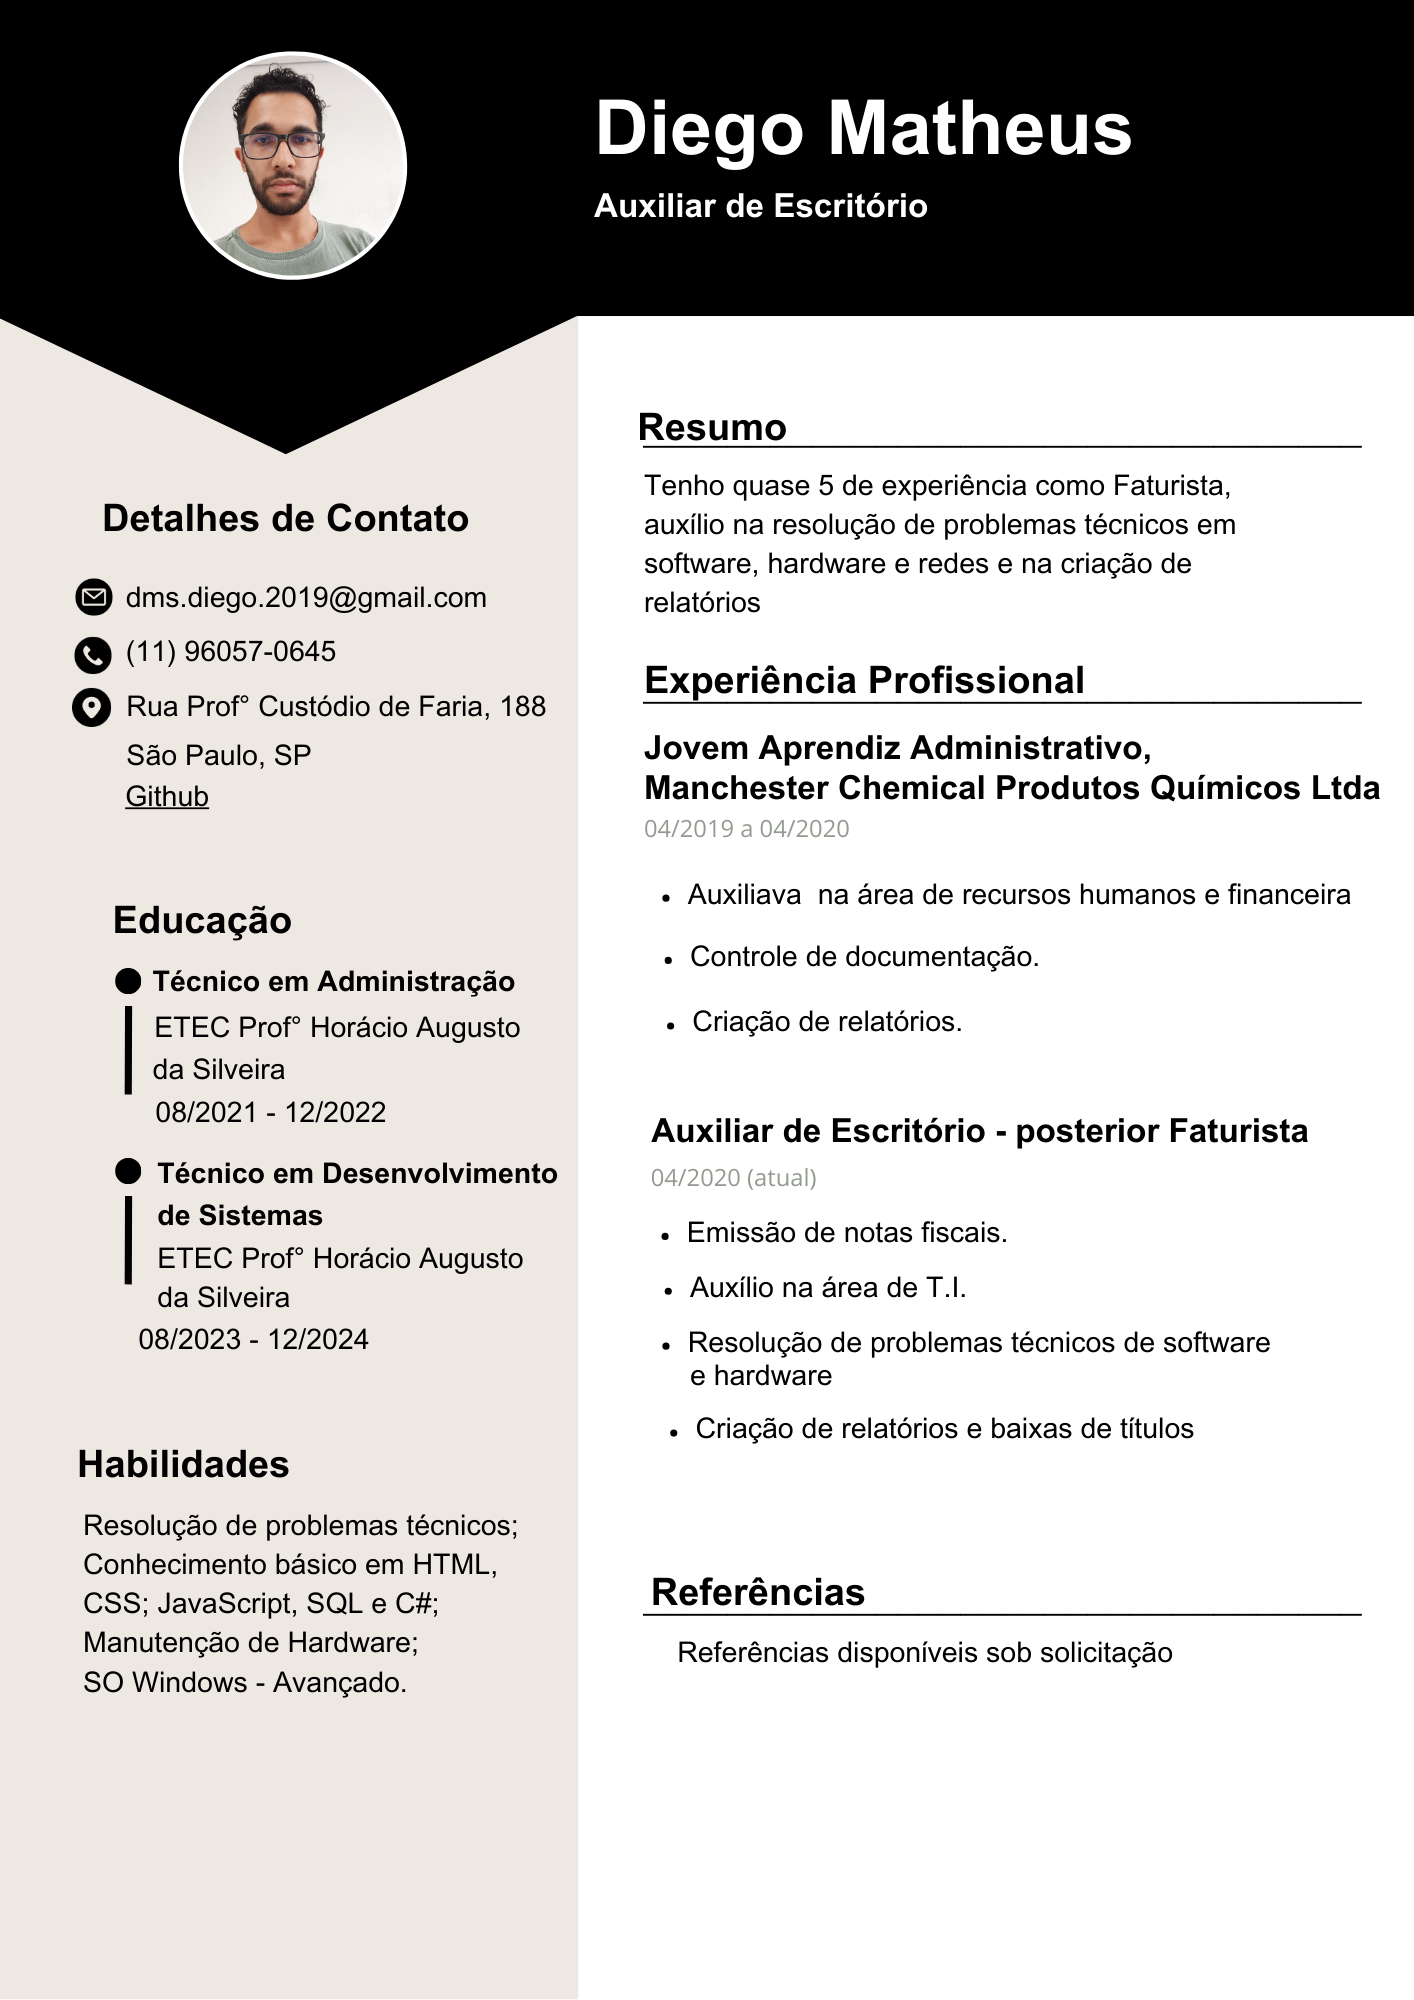 Diego Matheus
Auxiliar de Escritório
Detalhes de Contato
dms.diego.2019@gmail.com
(11) 96057-0645
Rua Prof° Custódio de Faria, 188
São Paulo, SP
Github
Educação
Técnico em Administração
ETEC Prof° Horácio Augusto
da Silveira
08/2021 - 12/2022
Técnico em Desenvolvimento
de Sistemas
ETEC Prof° Horácio Augusto
da Silveira
08/2023 - 12/2024
Habilidades
Resolução de problemas técnicos;
Conhecimento básico em HTML,
CSS; JavaScript, SQL e C#;
Manutenção de Hardware;
SO Windows - Avançado.
Resumo
Tenho quase 5 de experiência como Faturista,
auxílio na resolução de problemas técnicos em
software, hardware e redes e na criação de
relatórios
Experiência Profissional
Jovem Aprendiz Administrativo,
Manchester Chemical Produtos Químicos Ltda
04/2019 a 04/2020
• Auxiliava  na área de recursos humanos e financeira
• Controle de documentação.
• Criação de relatórios.
Auxiliar de Escritório - posterior Faturista
04/2020 (atual)
• Emissão de notas fiscais.
• Auxílio na área de T.I.
• Resolução de problemas técnicos de software
e hardware
• Criação de relatórios e baixas de títulos
Referências
Referências disponíveis sob solicitação